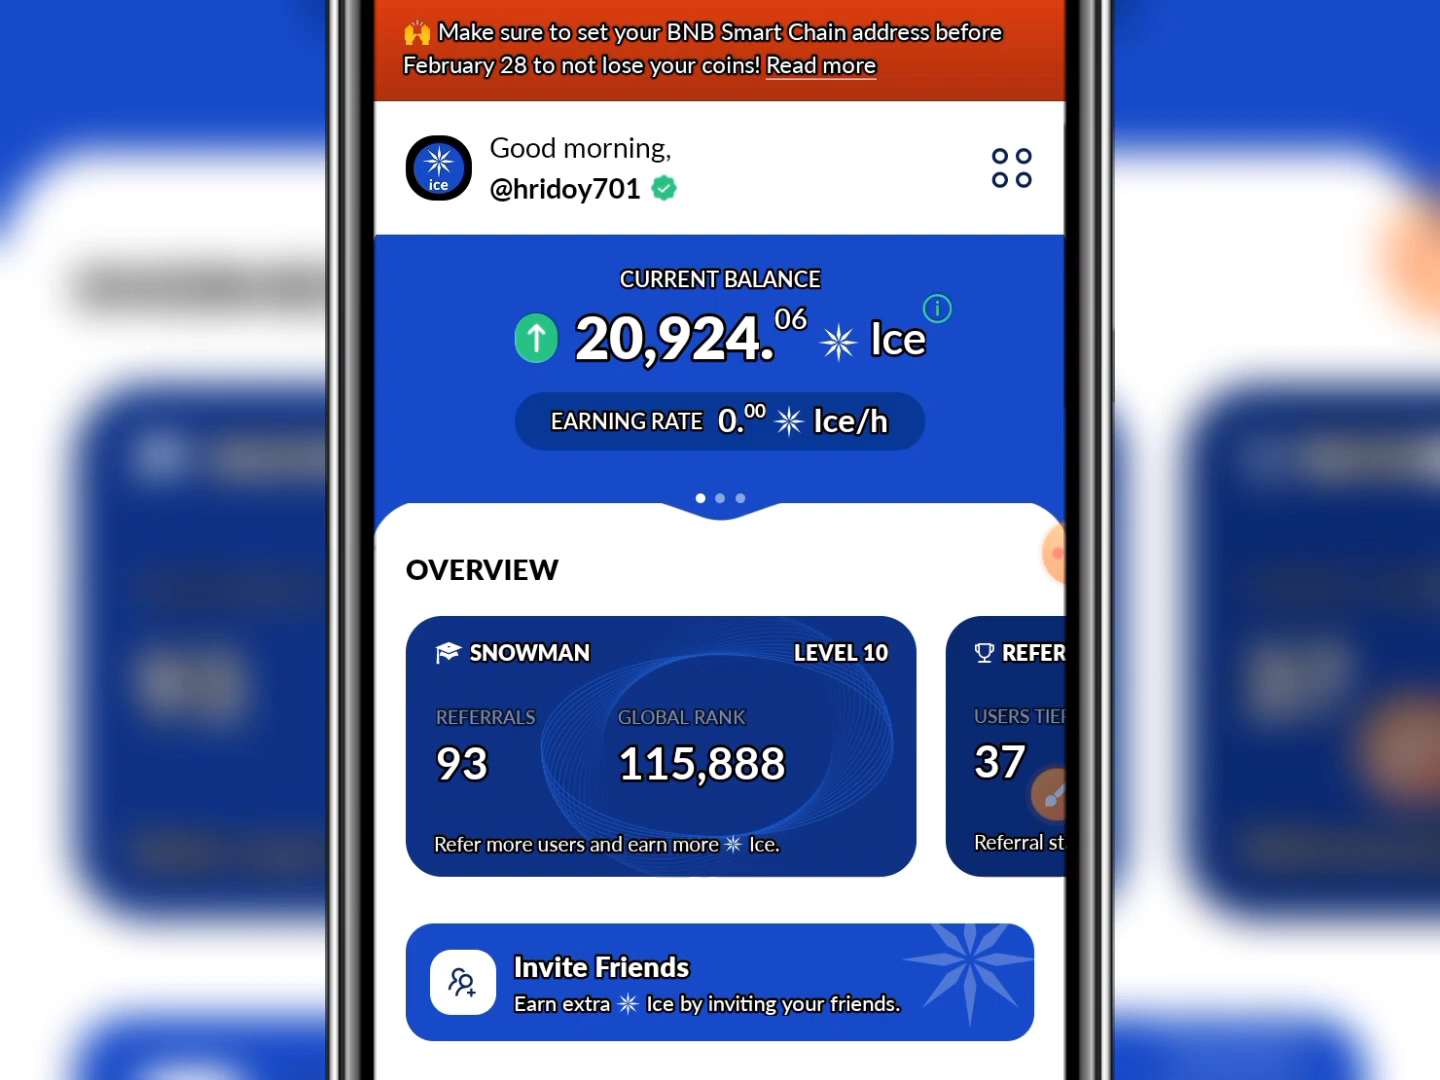 🙌 Make sure to set your BNB Smart Chain address before
February 28 to not lose your coins! Read more
ice
Good morning,
@hridoy701
CURRENT BALANCE
20,924.06 Ice
EARNING RATE 0.00 Ice/h
OVERVIEW
SNOWMAN LEVEL 10
REFERRALS GLOBAL RANK
93 115,888
Refer more users and earn more Ice.
REFER
USERS TIE
37
Referral st
Invite Friends
Earn extra Ice by inviting your friends.